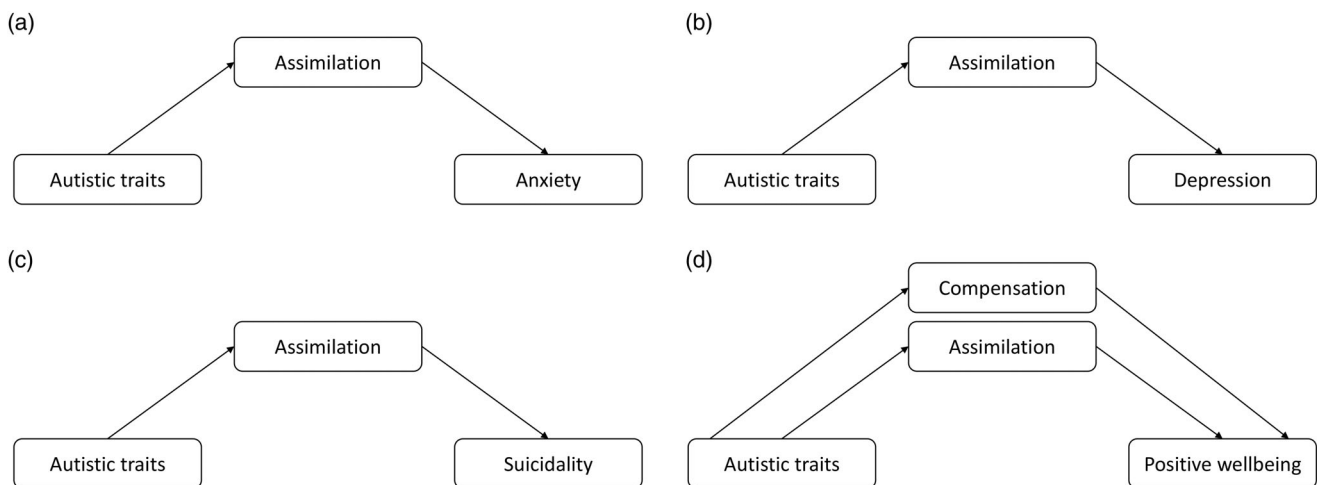 (a)
Assimilation
Autistic traits
Anxiety
(b)
Assimilation
Autistic traits
Depression
(c)
Assimilation
Autistic traits
Suicidality
(d)
Compensation
Assimilation
Autistic traits
Positive wellbeing